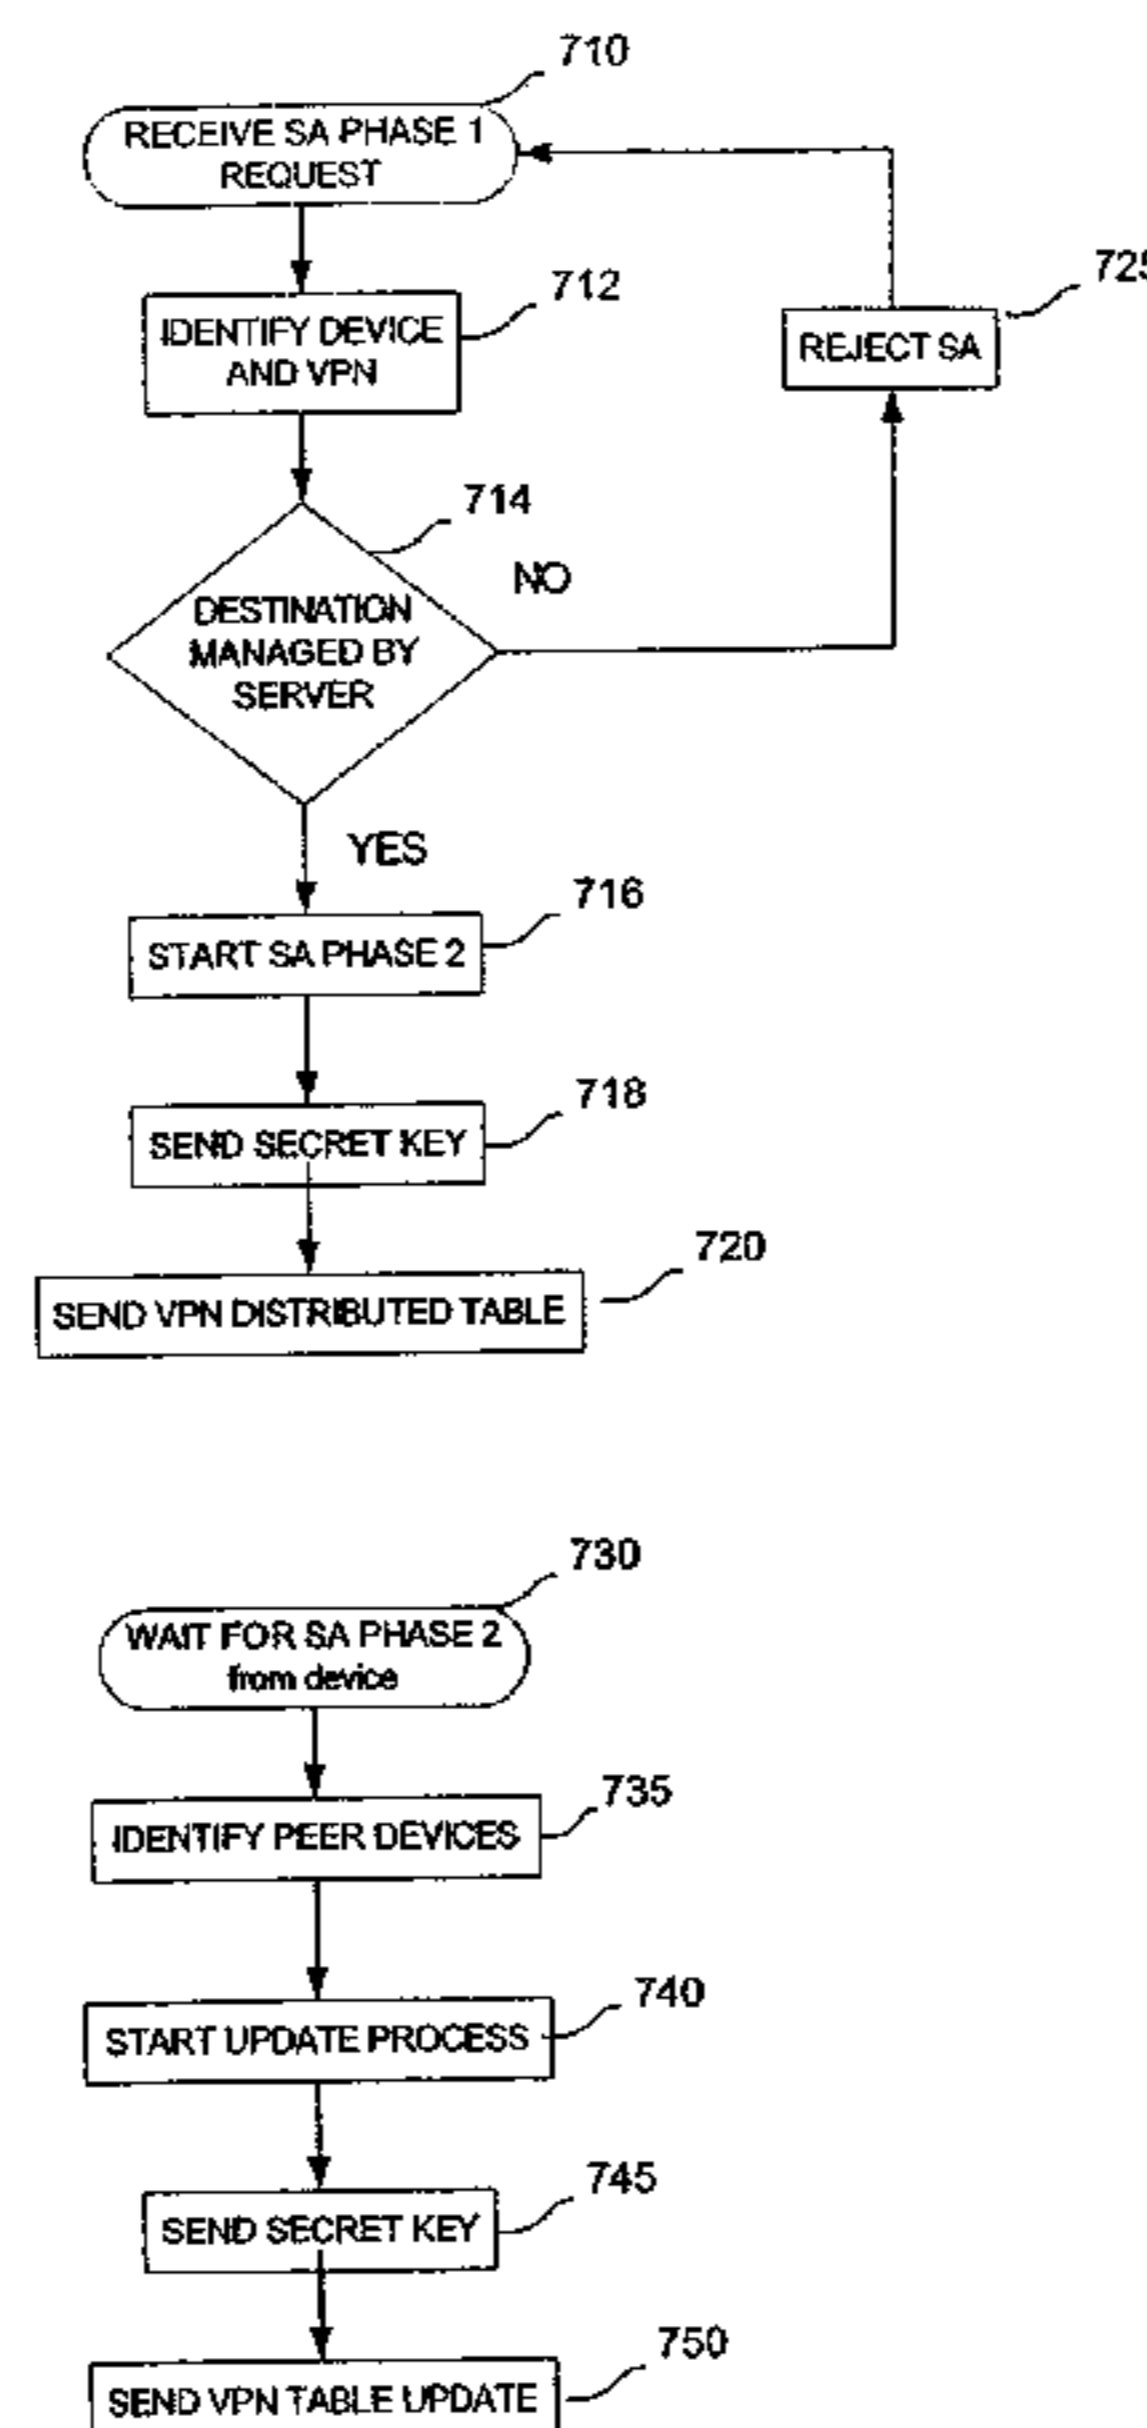 710
RECEIVE SA PHASE 1
REQUEST
712
IDENTIFY DEVICE
AND VPN
725
REJECT SA
714
NO
DESTINATION
MANAGED BY
SERVER
YES
716
START SA PHASE 2
718
SEND SECRET KEY
720
SEND VPN DISTRIBUTED TABLE
730
WAIT FOR SA PHASE 2
from device
735
IDENTIFY PEER DEVICES
740
START UPDATE PROCESS
745
SEND SECRET KEY
750
SEND VPN TABLE UPDATE